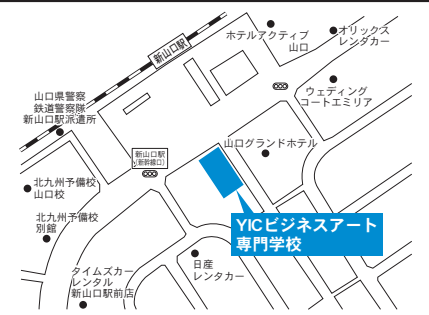 ホテルアクティブ
山口
オリックス
レンタカー
新山口駅
山口県警察
鉄道警察隊
新山口駅派遣所
ウェディング
コートエミリア
山口グランドホテル
新山口駅
(新幹線口)
北九州予備校
山口校
北九州予備校
別館
YICビジネスアート
専門学校
日産
レンタカー
タイムズカー
レンタル
新山口駅前店